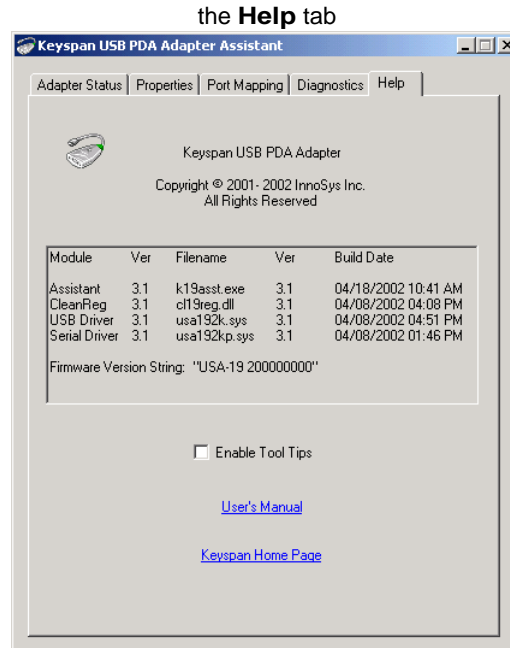 the Help tab
Keyspan USB PDA Adapter Assistant
Adapter Status Properties Port Mapping Diagnostics Help
Keyspan USB PDA Adapter
Copyright © 2001- 2002 InnoSys Inc.
All Rights Reserved
Module Ver Filename Ver Build Date
Assistant 3.1 k19asst.exe 3.1 04/18/2002 10:41 AM
CleanReg 3.1 cl19reg.dll 3.1 04/08/2002 04:08 PM
USB Driver 3.1 usa192k.sys 3.1 04/08/2002 04:51 PM
Serial Driver 3.1 usa192kp.sys 3.1 04/08/2002 01:46 PM
Firmware Version String: "USA-19 200000000"
Enable Tool Tips
User's Manual
Keyspan Home Page